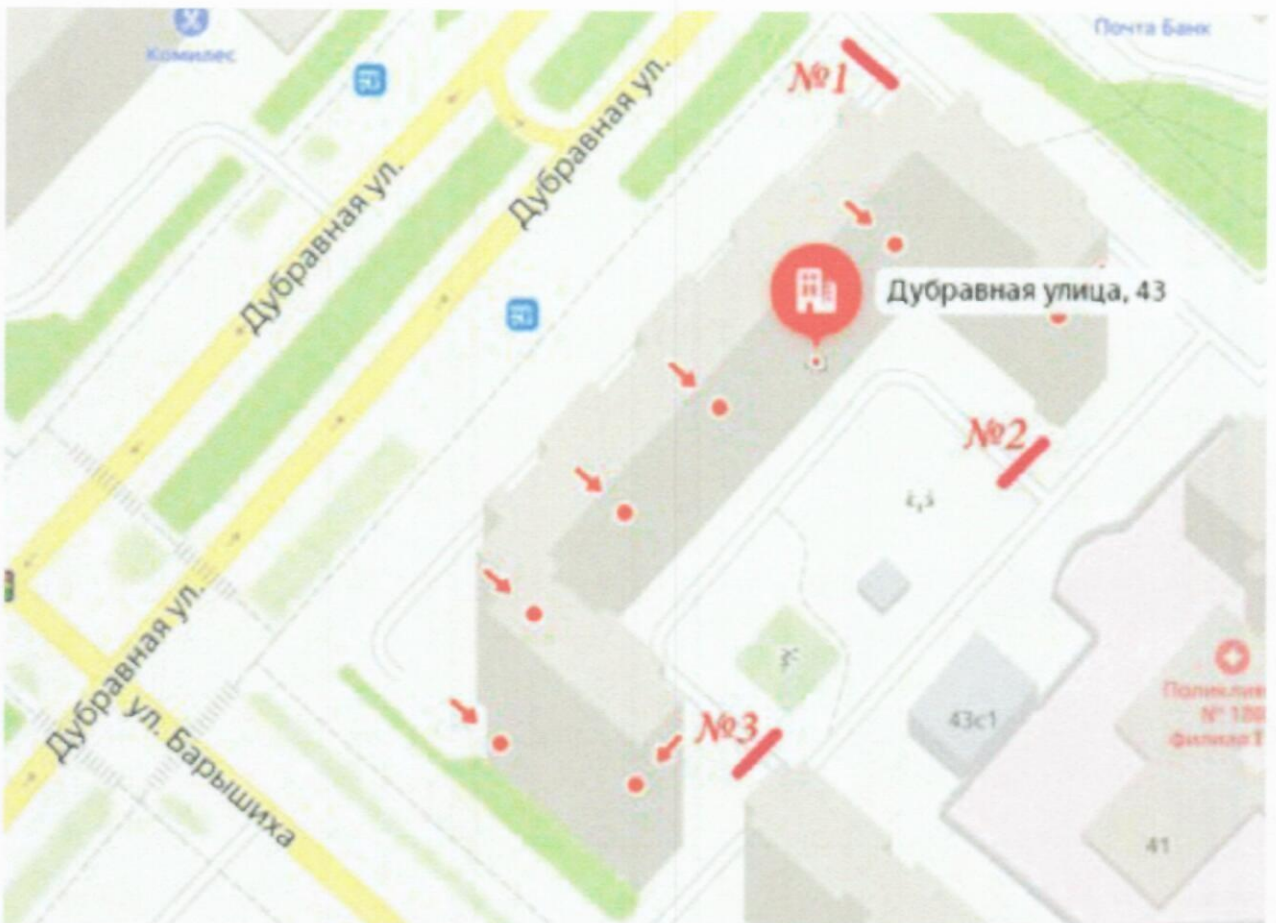 Комилес
Почта Банк
№1
Дубравная ул.
Дубравная ул.
Дубравная улица, 43
№2
Дубравная ул.
ул. Барышиха
№3
43с1
41